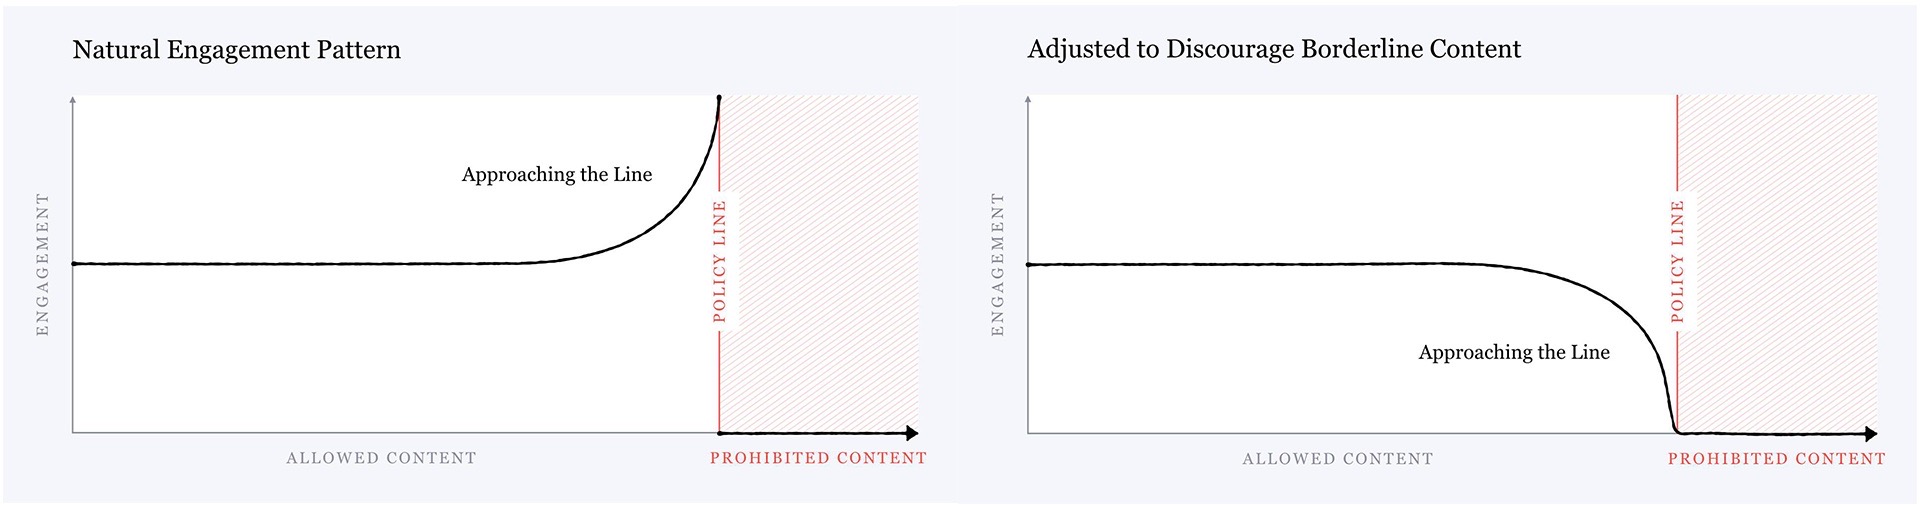 Natural Engagement Pattern
ENGAGEMENT
Approaching the Line
POLICY LINE
ALLOWED CONTENT
PROHIBITED CONTENT
Adjusted to Discourage Borderline Content
ENGAGEMENT
POLICY LINE
Approaching the Line
ALLOWED CONTENT
PROHIBITED CONTENT